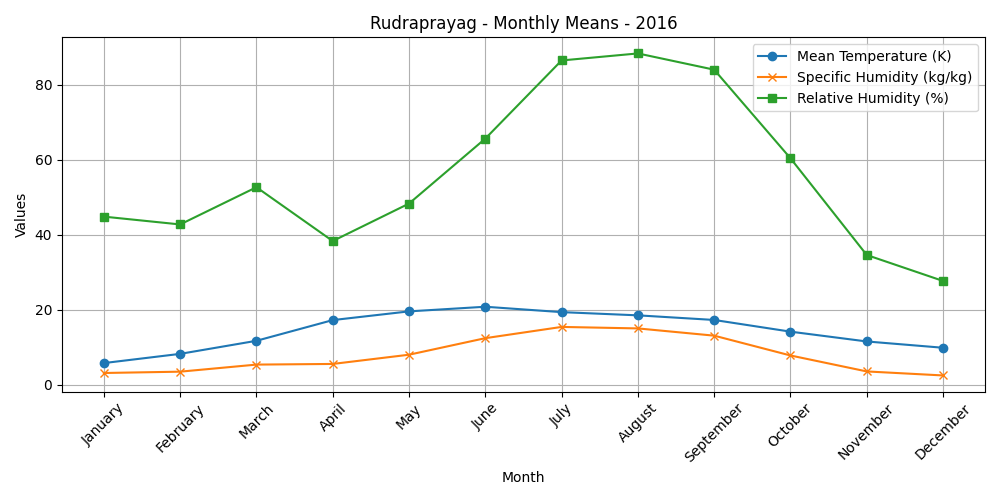 Rudraprayag - Monthly Means - 2016
Mean Temperature (K)
Specific Humidity (kg/kg)
Relative Humidity (%)
Values
80
60
40
20
0
January
February
March
April
May
June
July
August
September
October
November
December
Month